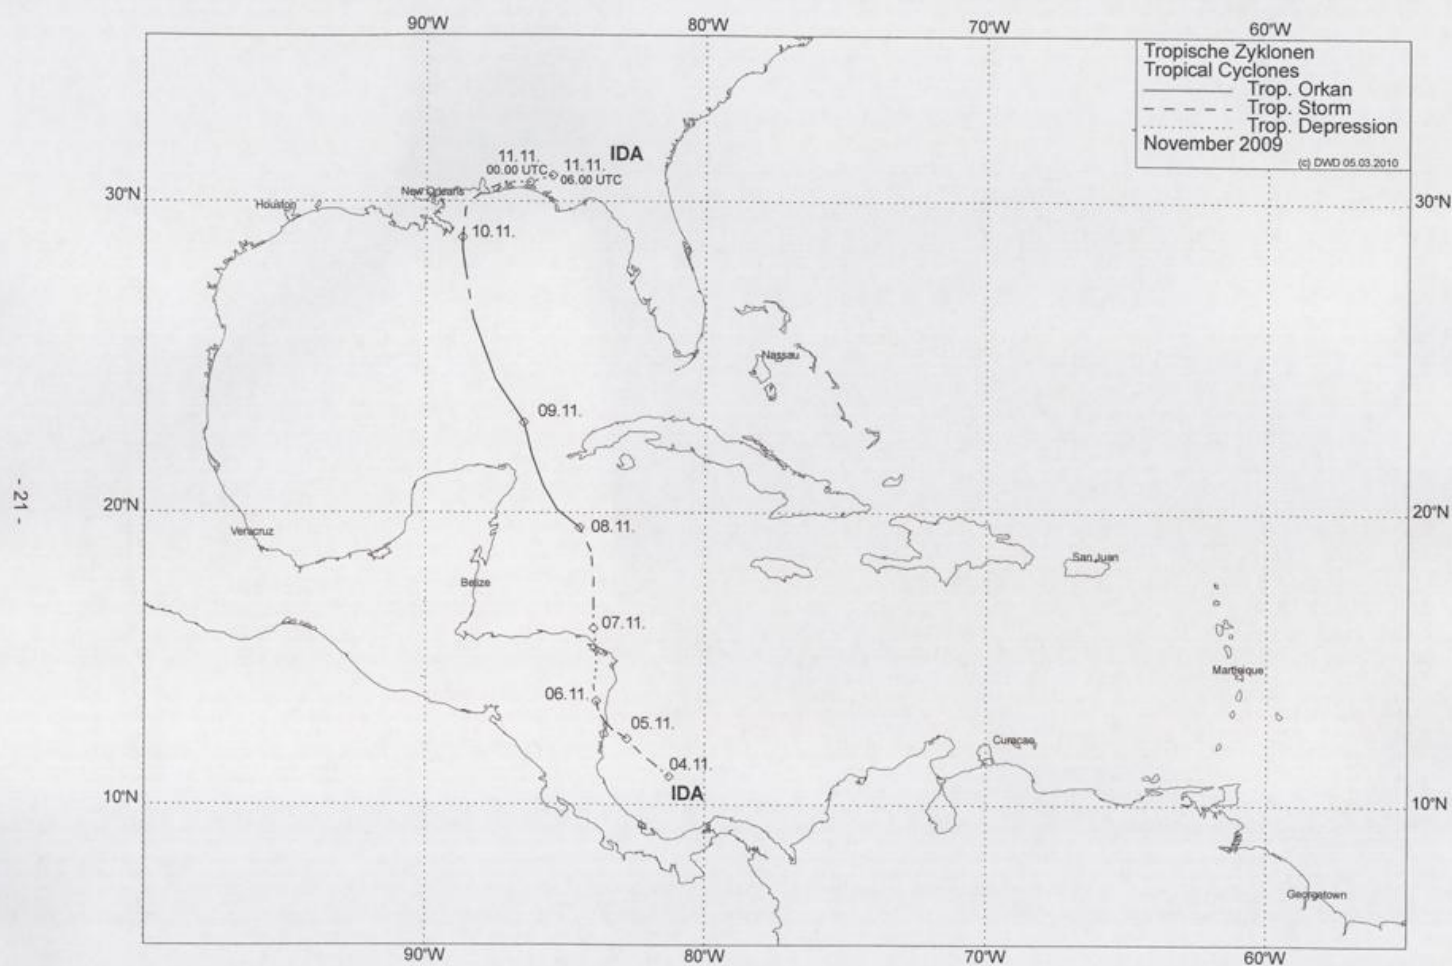 90°W 80°W 70°W 60°W
Tropische Zyklonen
Tropical Cyclones
Trop. Orkan
Trop. Storm
Trop. Depression
November 2009
(c) DWD 05.03.2010
11.11.
00.00 UTC
IDA
11.11.
06.00 UTC
30°N
New Orleans
Houston
30°N
10.11.
Nassau
09.11.
- 21 -
20°N
08.11.
20°N
Veracruz
San Juan
Belize
07.11.
Martinique
06.11.
05.11.
Curacao
04.11.
IDA
10°N
10°N
Georgetown
90°W 80°W 70°W 60°W